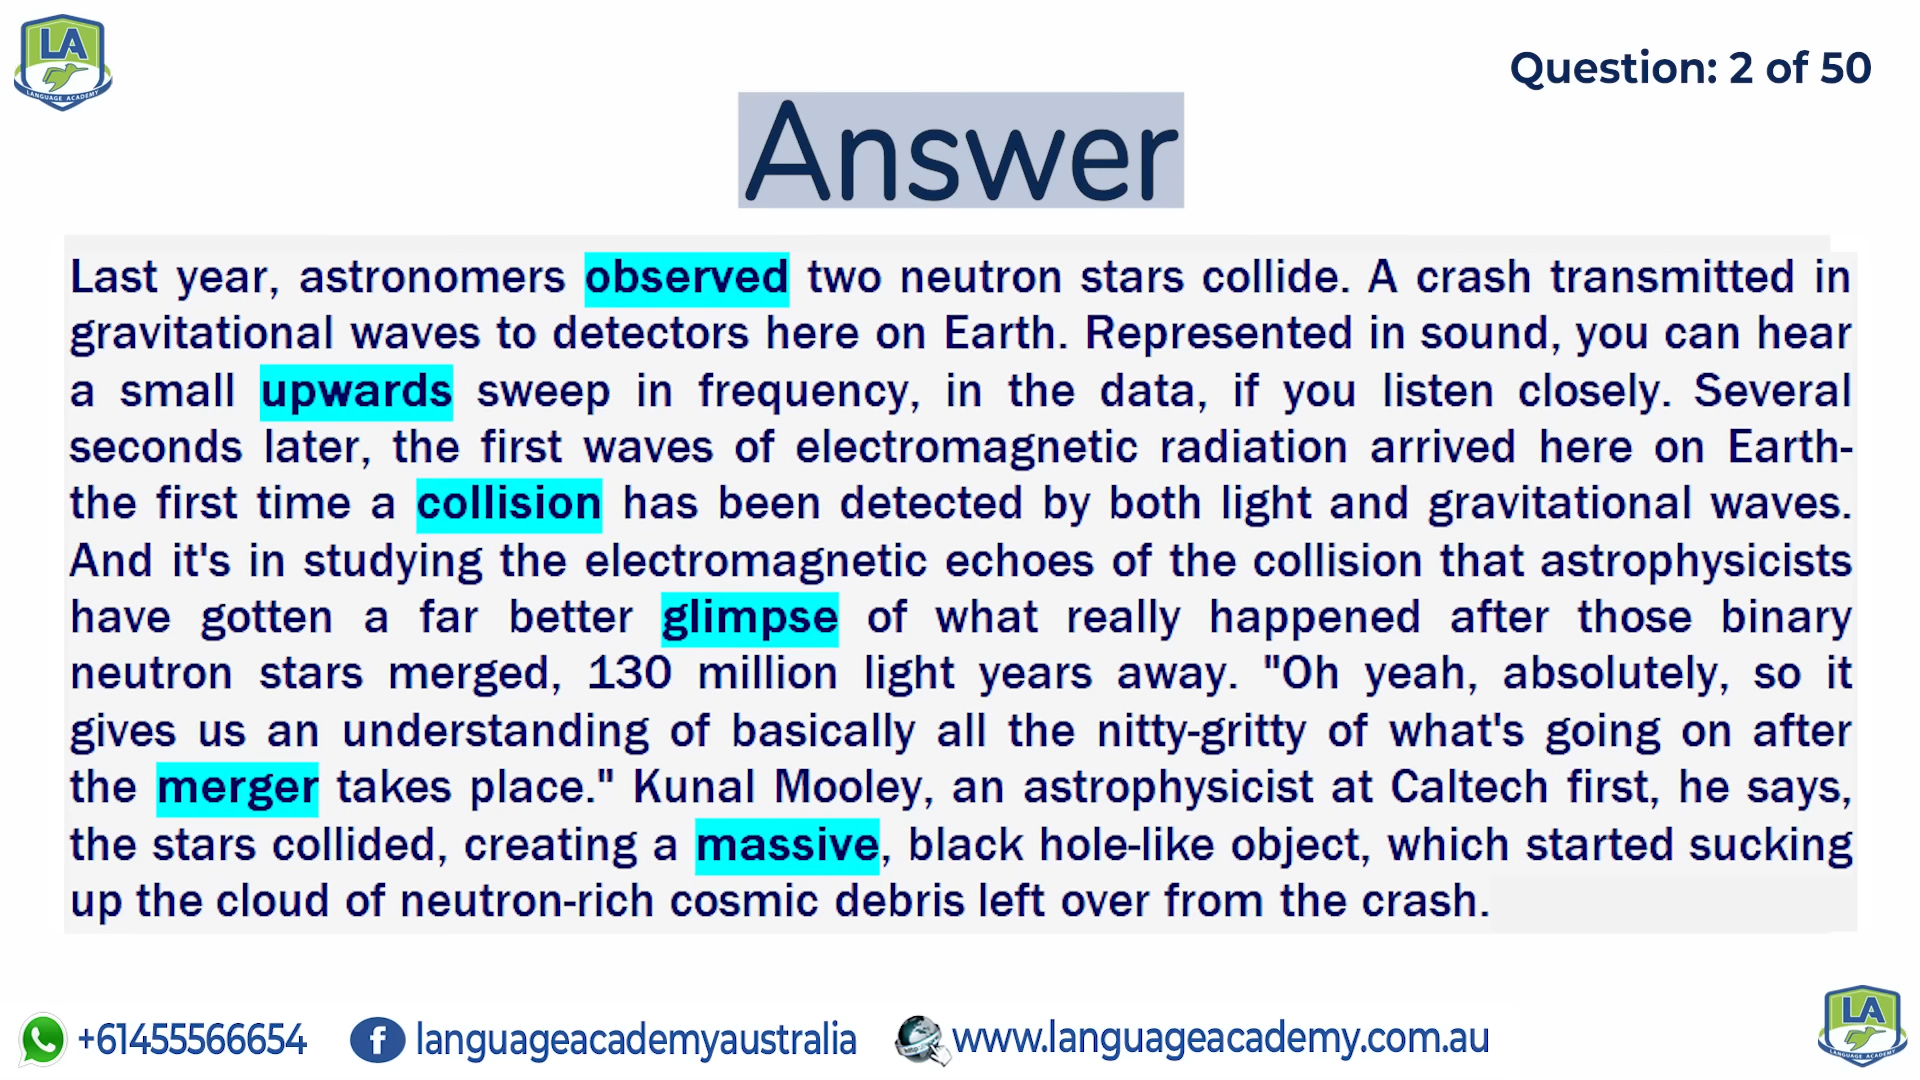 LA
LANGUAGE ACADEMY
Question: 2 of 50
Answer
Last year, astronomers observed two neutron stars collide. A crash transmitted in
gravitational waves to detectors here on Earth. Represented in sound, you can hear
a small upwards sweep in frequency, in the data, if you listen closely. Several
seconds later, the first waves of electromagnetic radiation arrived here on Earth-
the first time a collision has been detected by both light and gravitational waves.
And it's in studying the electromagnetic echoes of the collision that astrophysicists
have gotten a far better glimpse of what really happened after those binary
neutron stars merged, 130 million light years away. "Oh yeah, absolutely, so it
gives us an understanding of basically all the nitty-gritty of what's going on after
the merger takes place." Kunal Mooley, an astrophysicist at Caltech first, he says,
the stars collided, creating a massive, black hole-like object, which started sucking
up the cloud of neutron-rich cosmic debris left over from the crash.
+61455566654
f languageacademyaustralia
http://
www.languageacademy.com.au
LA
LANGUAGE ACADEMY